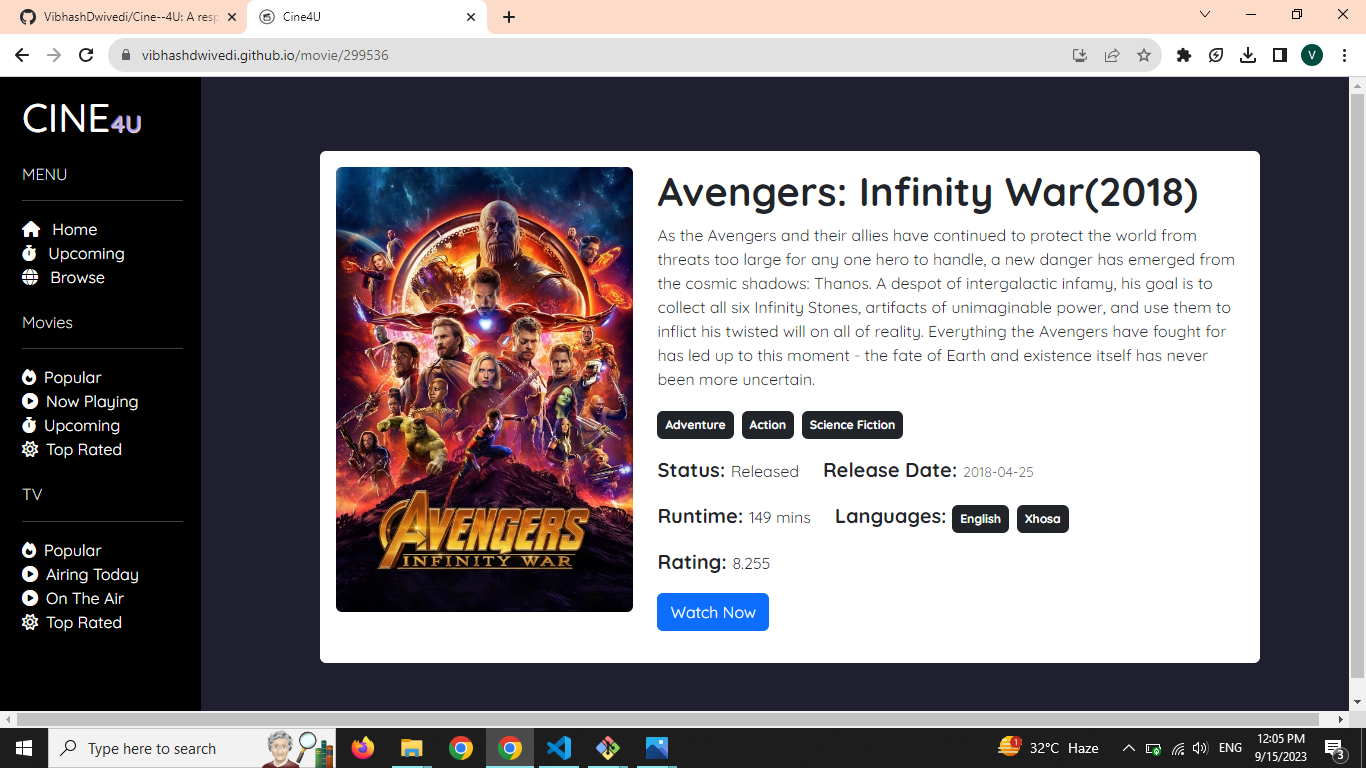 VibhashDwivedi/Cine--4U: A resp
Cine4U
vibhashdwivedi.github.io/movie/299536
V
CINE4U
MENU
Home
Upcoming
Browse
Movies
Popular
Now Playing
Upcoming
Top Rated
TV
Popular
Airing Today
On The Air
Top Rated
AVENGERS
INFINITY WAR
Avengers: Infinity War(2018)
As the Avengers and their allies have continued to protect the world from
threats too large for any one hero to handle, a new danger has emerged from
the cosmic shadows: Thanos. A despot of intergalactic infamy, his goal is to
collect all six Infinity Stones, artifacts of unimaginable power, and use them to
inflict his twisted will on all of reality. Everything the Avengers have fought for
has led up to this moment - the fate of Earth and existence itself has never
been more uncertain.
Adventure Action Science Fiction
Status: Released Release Date: 2018-04-25
Runtime: 149 mins Languages: English Xhosa
Rating: 8.255
Watch Now
Type here to search
1
32°C Haze
ENG
12:05 PM
9/15/2023
3